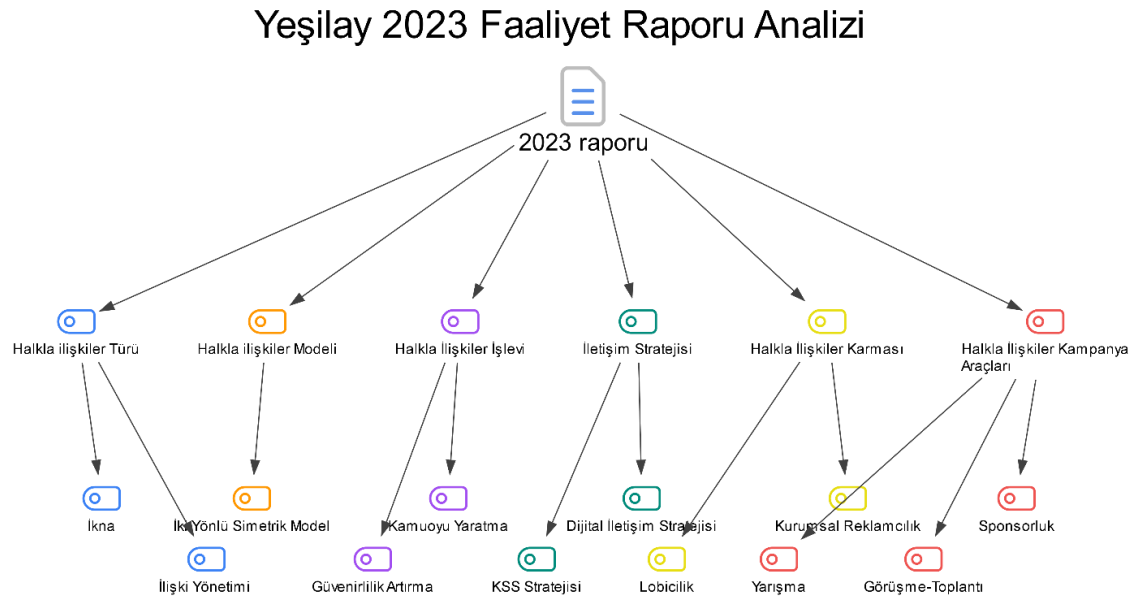 Yeşilay 2023 Faaliyet Raporu Analizi
2023 raporu
Halkla ilişkiler Türü
Halkla ilişkiler Modeli
Halkla İlişkiler İşlevi
İletişim Stratejisi
Halkla İlişkiler Karması
Halkla İlişkiler Kampanya
Araçları
İkna
İki Yönlü Simetrik Model
Kamuoyu Yaratma
Dijital İletişim Stratejisi
Kurumsal Reklamcılık
Sponsorluk
İlişki Yönetimi
Güvenirlilik Artırma
KSS Stratejisi
Lobicilik
Yarışma
Görüşme-Toplantı